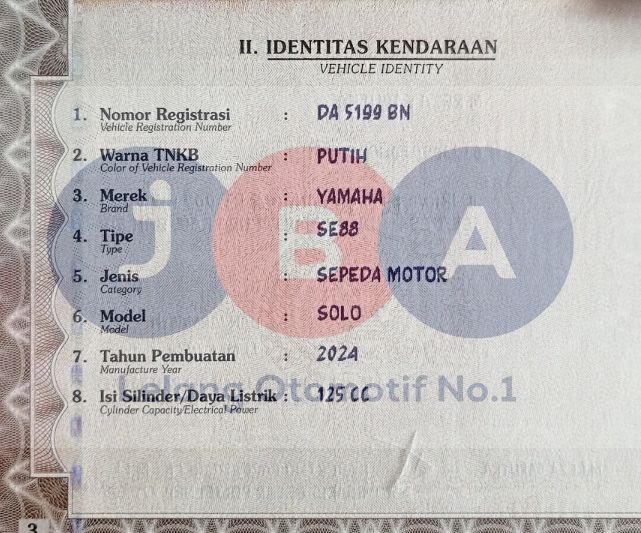 II. IDENTITAS KENDARAAN
VEHICLE IDENTITY
1. Nomor Registrasi : DA 5199 BN
Vehicle Registration Number
2. Warna TNKB : PUTIH
Color of Vehicle Registration Number
3. Merek : YAMAHA
Brand
4. Tipe : SE88
Type
5. Jenis : SEPEDA MOTOR
Category
6. Model : SOLO
Model
7. Tahun Pembuatan : 2024
Manufacture Year
8. Isi Silinder/Daya Listrik : 125 CC
Cylinder Capacity/Electrical Power
JBA
Lelang Otomotif No.1
3